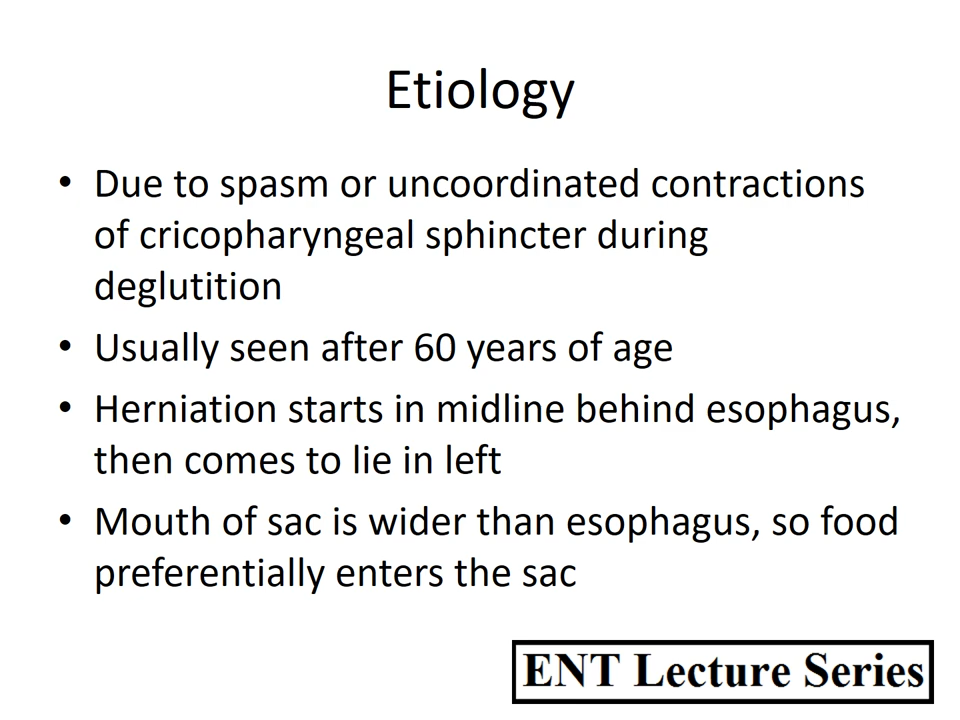 Etiology
• Due to spasm or uncoordinated contractions
of cricopharyngeal sphincter during
deglutition
• Usually seen after 60 years of age
• Herniation starts in midline behind esophagus,
then comes to lie in left
• Mouth of sac is wider than esophagus, so food
preferentially enters the sac
ENT Lecture Series